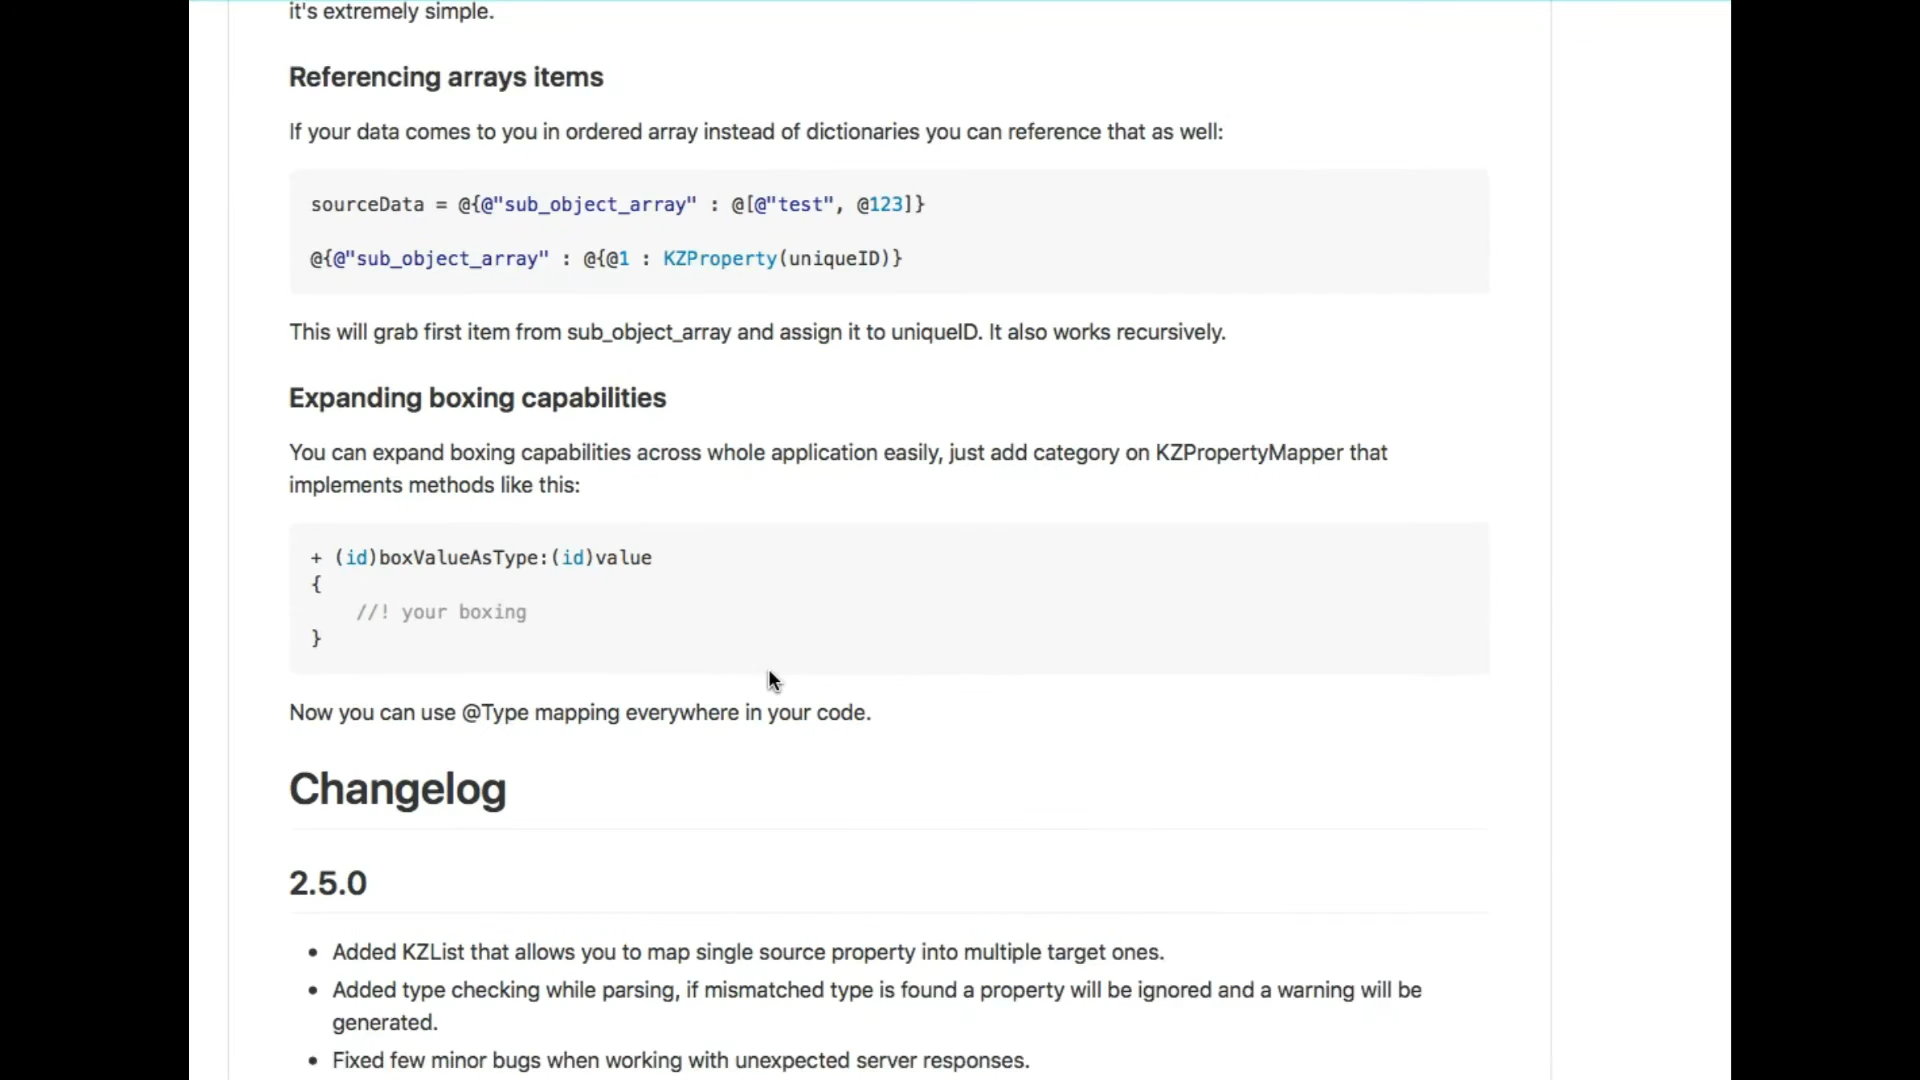 it's extremely simple.
Referencing arrays items
If your data comes to you in ordered array instead of dictionaries you can reference that as well:
sourceData = @{@"sub_object_array" : @[@"test", @123]}
@{@"sub_object_array" : @{@1 : KZProperty(uniqueID)}
This will grab first item from sub_object_array and assign it to uniqueID. It also works recursively.
Expanding boxing capabilities
You can expand boxing capabilities across whole application easily, just add category on KZPropertyMapper that
implements methods like this:
+ (id)boxValueAsType:(id)value
{
//! your boxing
}
Now you can use @Type mapping everywhere in your code.
Changelog
2.5.0
• Added KZList that allows you to map single source property into multiple target ones.
• Added type checking while parsing, if mismatched type is found a property will be ignored and a warning will be
generated.
• Fixed few minor bugs when working with unexpected server responses.